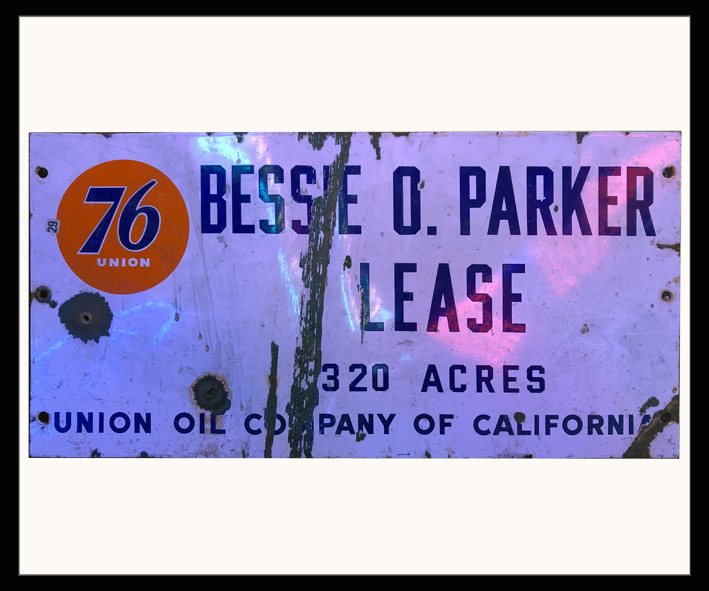 76
UNION
29
BESSIE O. PARKER
LEASE
320 ACRES
UNION OIL COMPANY OF CALIFORNIA